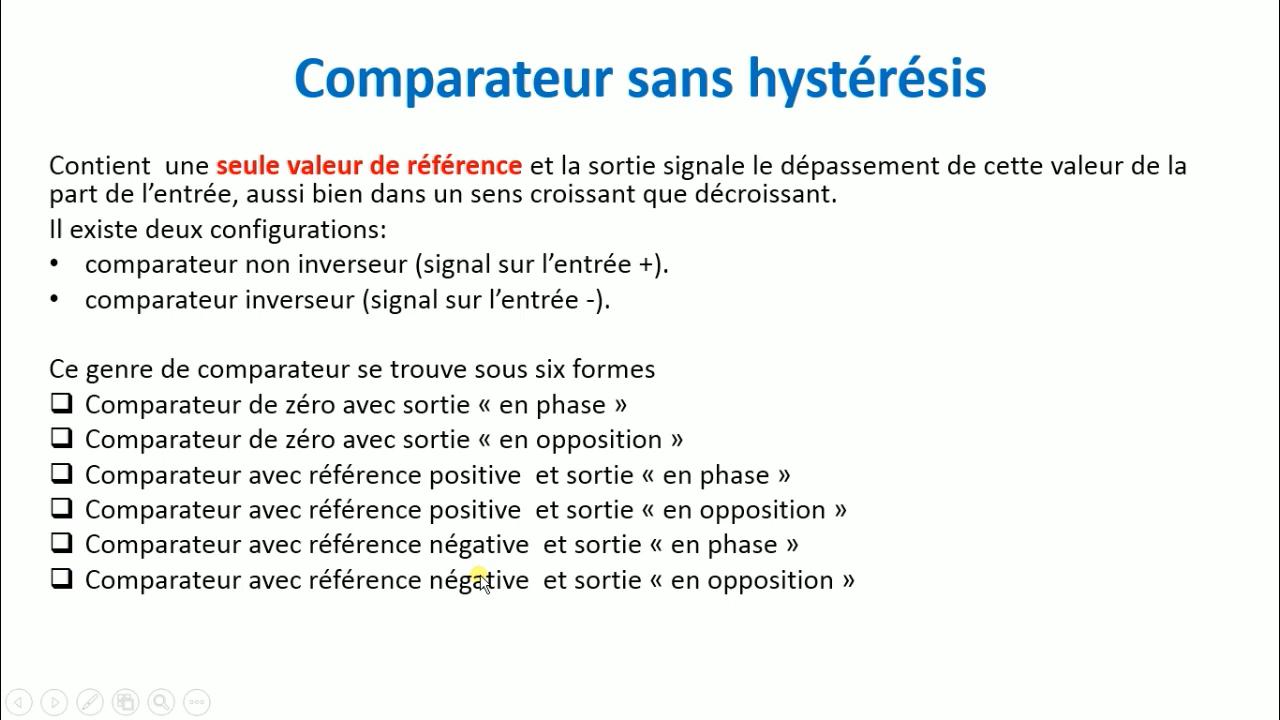 Comparateur sans hystérésis
Contient  une seule valeur de référence et la sortie signale le dépassement de cette valeur de la
part de l’entrée, aussi bien dans un sens croissant que décroissant.
Il existe deux configurations:
• comparateur non inverseur (signal sur l’entrée +).
• comparateur inverseur (signal sur l’entrée -).
Ce genre de comparateur se trouve sous six formes
❑ Comparateur de zéro avec sortie « en phase »
❑ Comparateur de zéro avec sortie « en opposition »
❑ Comparateur avec référence positive  et sortie « en phase »
❑ Comparateur avec référence positive  et sortie « en opposition »
❑ Comparateur avec référence négative  et sortie « en phase »
❑ Comparateur avec référence négative  et sortie « en opposition »